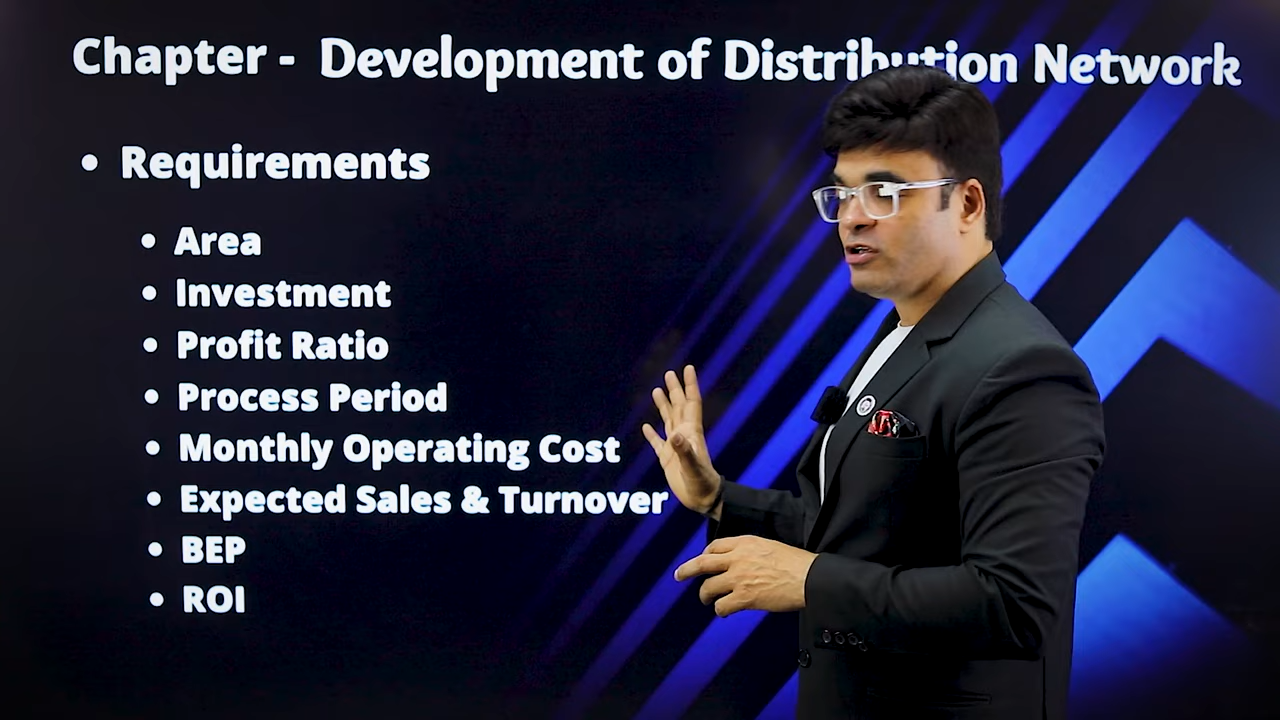 Chapter - Development of Distribution Network
• Requirements
• Area
• Investment
• Profit Ratio
• Process Period
• Monthly Operating Cost
• Expected Sales & Turnover
• BEP
• ROI